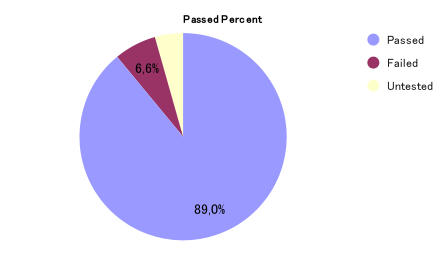 Passed Percent
Passed
Failed
Untested
6,6%
89,0%